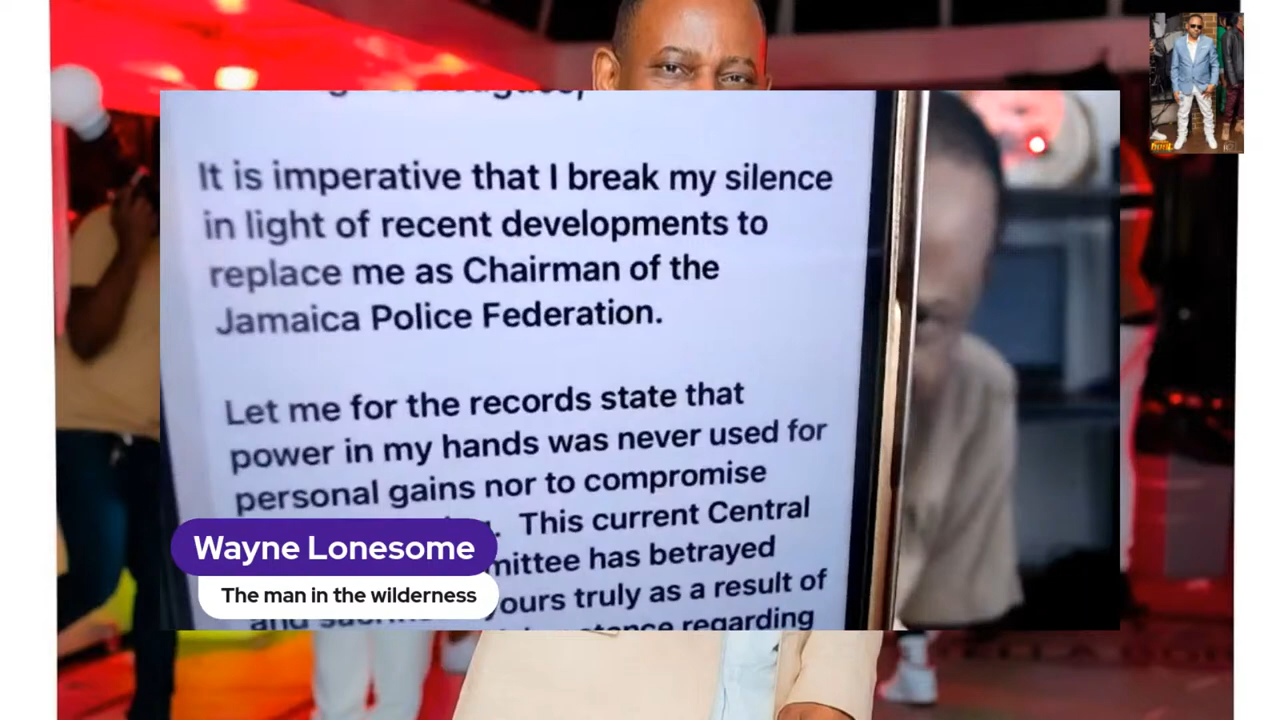 It is imperative that I break my silence
in light of recent developments to
replace me as Chairman of the
Jamaica Police Federation.
Let me for the records state that
power in my hands was never used for
personal gains nor to compromise
This current Central
has betrayed
truly as a result of
and
regarding
Wayne Lonesome
The man in the wilderness